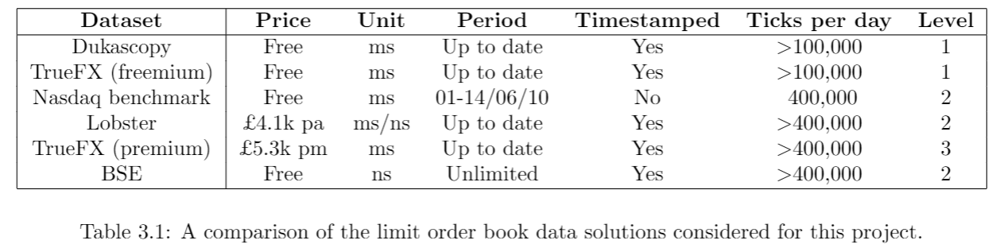 Dataset Price Unit Period Timestamped Ticks per day Level
Dukascopy Free ms Up to date Yes >100,000 1
TrueFX (freemium) Free ms Up to date Yes >100,000 1
Nasdaq benchmark Free ms 01-14/06/10 No 400,000 2
Lobster £4.1k pa ms/ns Up to date Yes >400,000 2
TrueFX (premium) £5.3k pm ms Up to date Yes >400,000 3
BSE Free ns Unlimited Yes >400,000 2
Table 3.1: A comparison of the limit order book data solutions considered for this project.